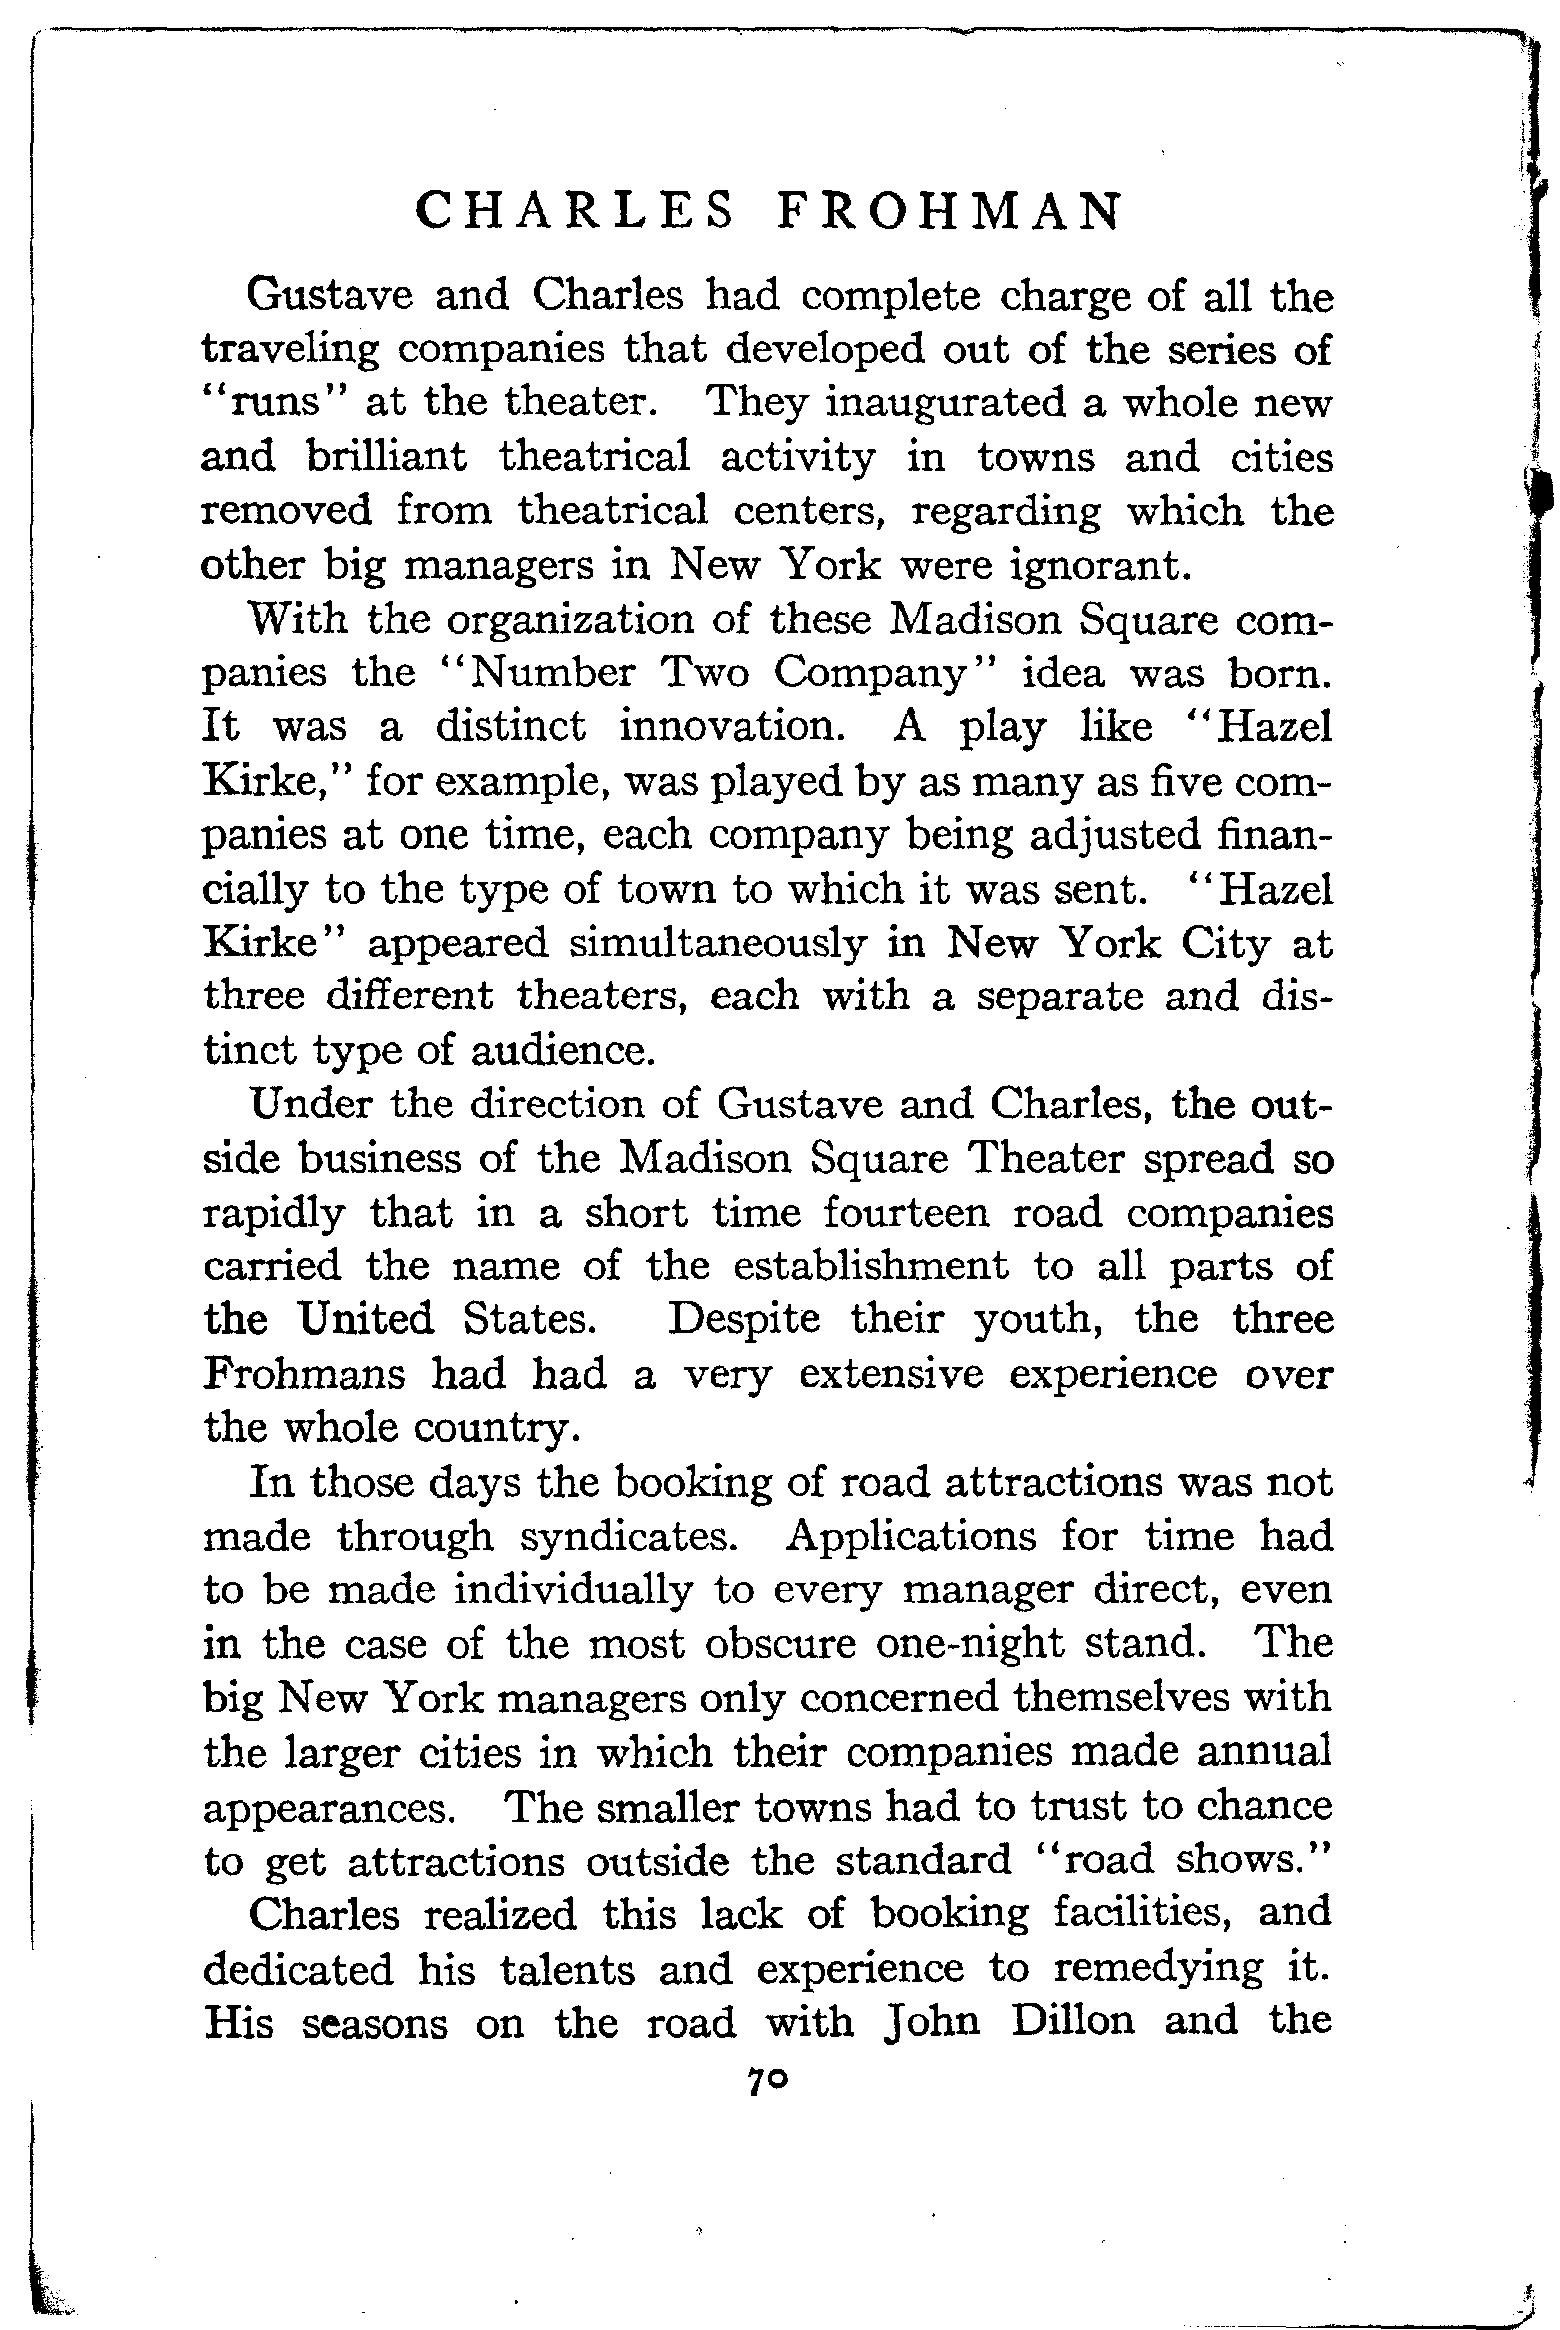 CHARLES FROHMAN
Gustave and Charles had complete charge of all the
traveling companies that developed out of the series of
"runs" at the theater. They inaugurated a whole new
and brilliant theatrical activity in towns and cities
removed from theatrical centers, regarding which the
other big managers in New York were ignorant.
With the organization of these Madison Square com-
panies the "Number Two Company" idea was born.
It was a distinct innovation. A play like "Hazel
Kirke," for example, was played by as many as five com-
panies at one time, each company being adjusted finan-
cially to the type of town to which it was sent. "Hazel
Kirke" appeared simultaneously in New York City at
three different theaters, each with a separate and dis-
tinct type of audience.
Under the direction of Gustave and Charles, the out-
side business of the Madison Square Theater spread so
rapidly that in a short time fourteen road companies
carried the name of the establishment to all parts of
the United States. Despite their youth, the three
Frohmans had had a very extensive experience over
the whole country.
In those days the booking of road attractions was not
made through syndicates. Applications for time had
to be made individually to every manager direct, even
in the case of the most obscure one-night stand. The
big New York managers only concerned themselves with
the larger cities in which their companies made annual
appearances. The smaller towns had to trust to chance
to get attractions outside the standard "road shows."
Charles realized this lack of booking facilities, and
dedicated his talents and experience to remedying it.
His seasons on the road with John Dillon and the
70